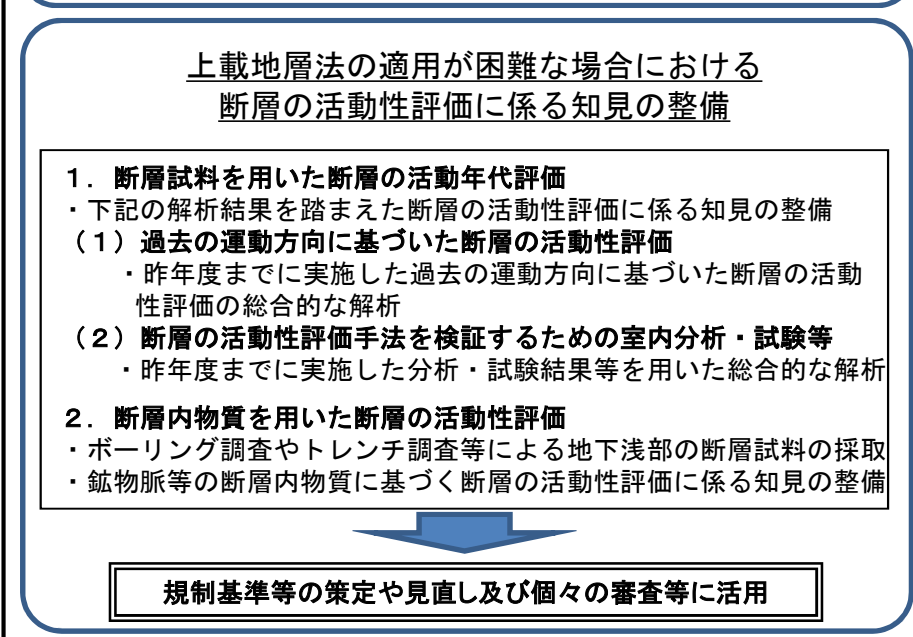 上載地層法の適用が困難な場合における
断層の活動性評価に係る知見の整備
１．断層試料を用いた断層の活動年代評価
・下記の解析結果を踏まえた断層の活動性評価に係る知見の整備
（１）過去の運動方向に基づいた断層の活動性評価
・昨年度までに実施した過去の運動方向に基づいた断層の活動
性評価の総合的な解析
（２）断層の活動性評価手法を検証するための室内分析・試験等
・昨年度までに実施した分析・試験結果等を用いた総合的な解析
２．断層内物質を用いた断層の活動性評価
・ボーリング調査やトレンチ調査等による地下浅部の断層試料の採取
・鉱物脈等の断層内物質に基づく断層の活動性評価に係る知見の整備
規制基準等の策定や見直し及び個々の審査等に活用